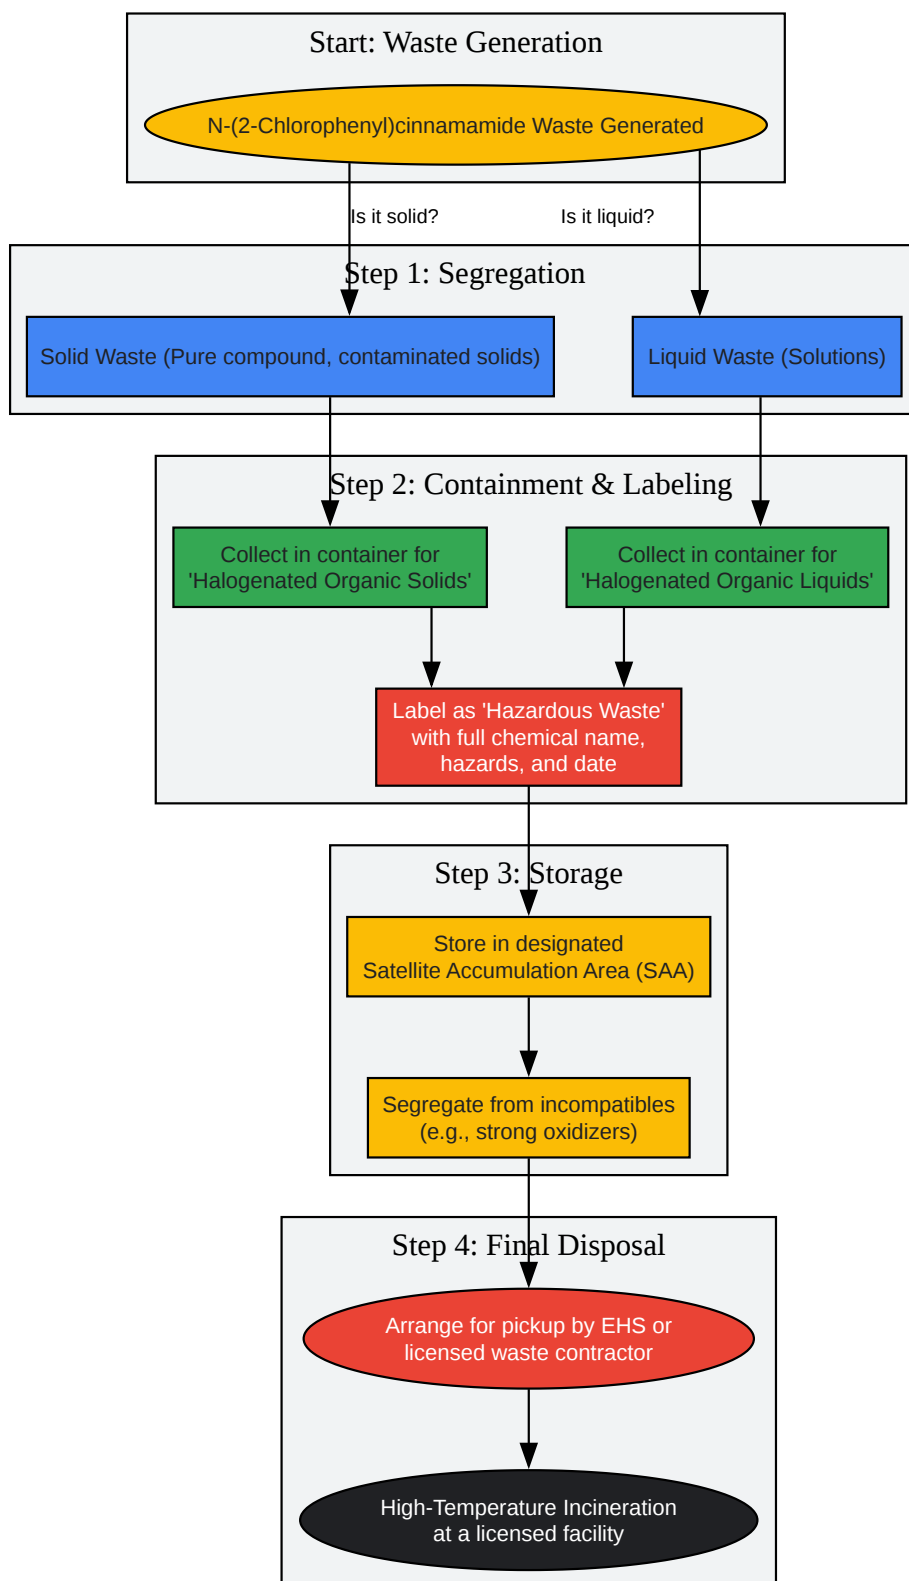 Start: Waste Generation
N-(2-Chlorophenyl)cinnamamide Waste Generated
Is it solid?
Is it liquid?
Step 1: Segregation
Solid Waste (Pure compound, contaminated solids)
Liquid Waste (Solutions)
Step 2: Containment & Labeling
Collect in container for
'Halogenated Organic Solids'
Collect in container for
'Halogenated Organic Liquids'
Label as 'Hazardous Waste'
with full chemical name,
hazards, and date
Step 3: Storage
Store in designated
Satellite Accumulation Area (SAA)
Segregate from incompatibles
(e.g., strong oxidizers)
Step 4: Final Disposal
Arrange for pickup by EHS or
licensed waste contractor
High-Temperature Incineration
at a licensed facility